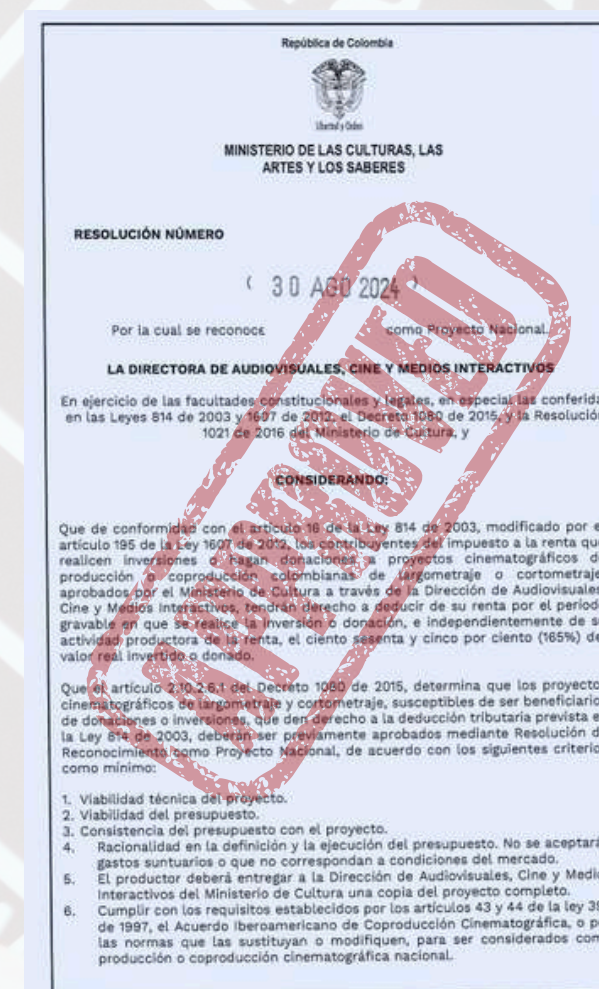 República de Colombia
Libertad y Orden
MINISTERIO DE LAS CULTURAS, LAS
ARTES Y LOS SABERES
RESOLUCIÓN NÚMERO
( 30 AGO 2024 )
Por la cual se reconoce como Proyecto Nacional.
LA DIRECTORA DE AUDIOVISUALES, CINE Y MEDIOS INTERACTIVOS
En ejercicio de las facultades constitucionales y legales, en especial las conferida
en las Leyes 814 de 2003 y 1607 de 2012, el Decreto 1080 de 2015, y la Resolución
1021 de 2016 del Ministerio de Cultura, y
CONSIDERANDO:
Que de conformidad con el artículo 16 de la Ley 814 de 2003, modificado por e
artículo 195 de la Ley 1607 de 2012, los contribuyentes del impuesto a la renta que
realicen inversiones o hagan donaciones a proyectos cinematográficos d
producción o coproducción colombianas de largometraje o cortometraje
aprobados por el Ministerio de Cultura a través de la Dirección de Audiovisuales
Cine y Medios Interactivos, tendrán derecho a deducir de su renta por el period
gravable en que se realice la inversión o donación, e independientemente de s
actividad productora de la renta, el ciento sesenta y cinco por ciento (165%) de
valor real invertido o donado.
Que el artículo 2.10.2.6.1 del Decreto 1080 de 2015, determina que los proyecto
cinematográficos de largometraje y cortometraje, susceptibles de ser beneficiario
de donaciones o inversiones, que den derecho a la deducción tributaria prevista e
la Ley 814 de 2003, deberán ser previamente aprobados mediante Resolución d
Reconocimiento como Proyecto Nacional, de acuerdo con los siguientes criterio
como mínimo:
1. Viabilidad técnica del proyecto.
2. Viabilidad del presupuesto.
3. Consistencia del presupuesto con el proyecto.
4. Racionalidad en la definición y la ejecución del presupuesto. No se aceptará
gastos suntuarios o que no correspondan a condiciones del mercado.
5. El productor deberá entregar a la Dirección de Audiovisuales, Cine y Medio
Interactivos del Ministerio de Cultura una copia del proyecto completo.
6. Cumplir con los requisitos establecidos por los artículos 43 y 44 de la ley 39
de 1997, el Acuerdo Iberoamericano de Coproducción Cinematográfica, o po
las normas que las sustituyan o modifiquen, para ser considerados com
producción o coproducción cinematográfica nacional.
APPROVED